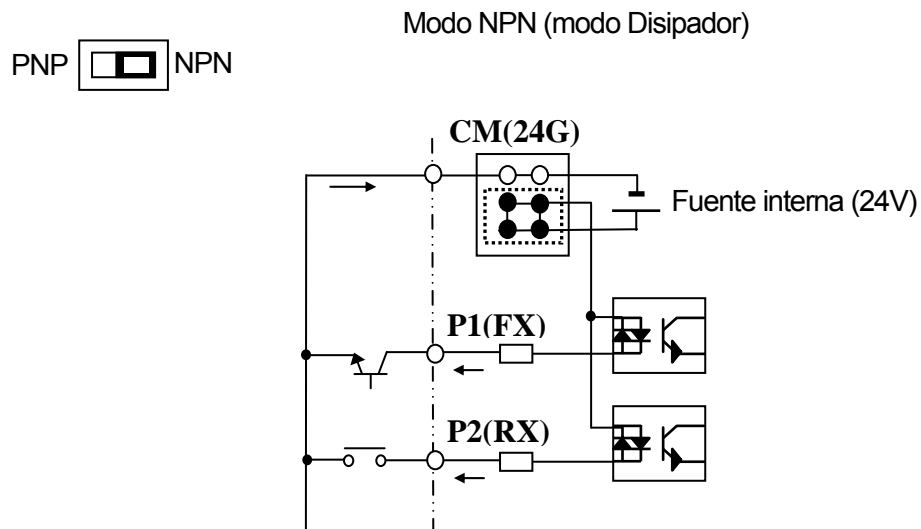 Modo NPN (modo Disipador)
PNP NPN
CM(24G)
Fuente interna (24V)
P1(FX)
P2(RX)